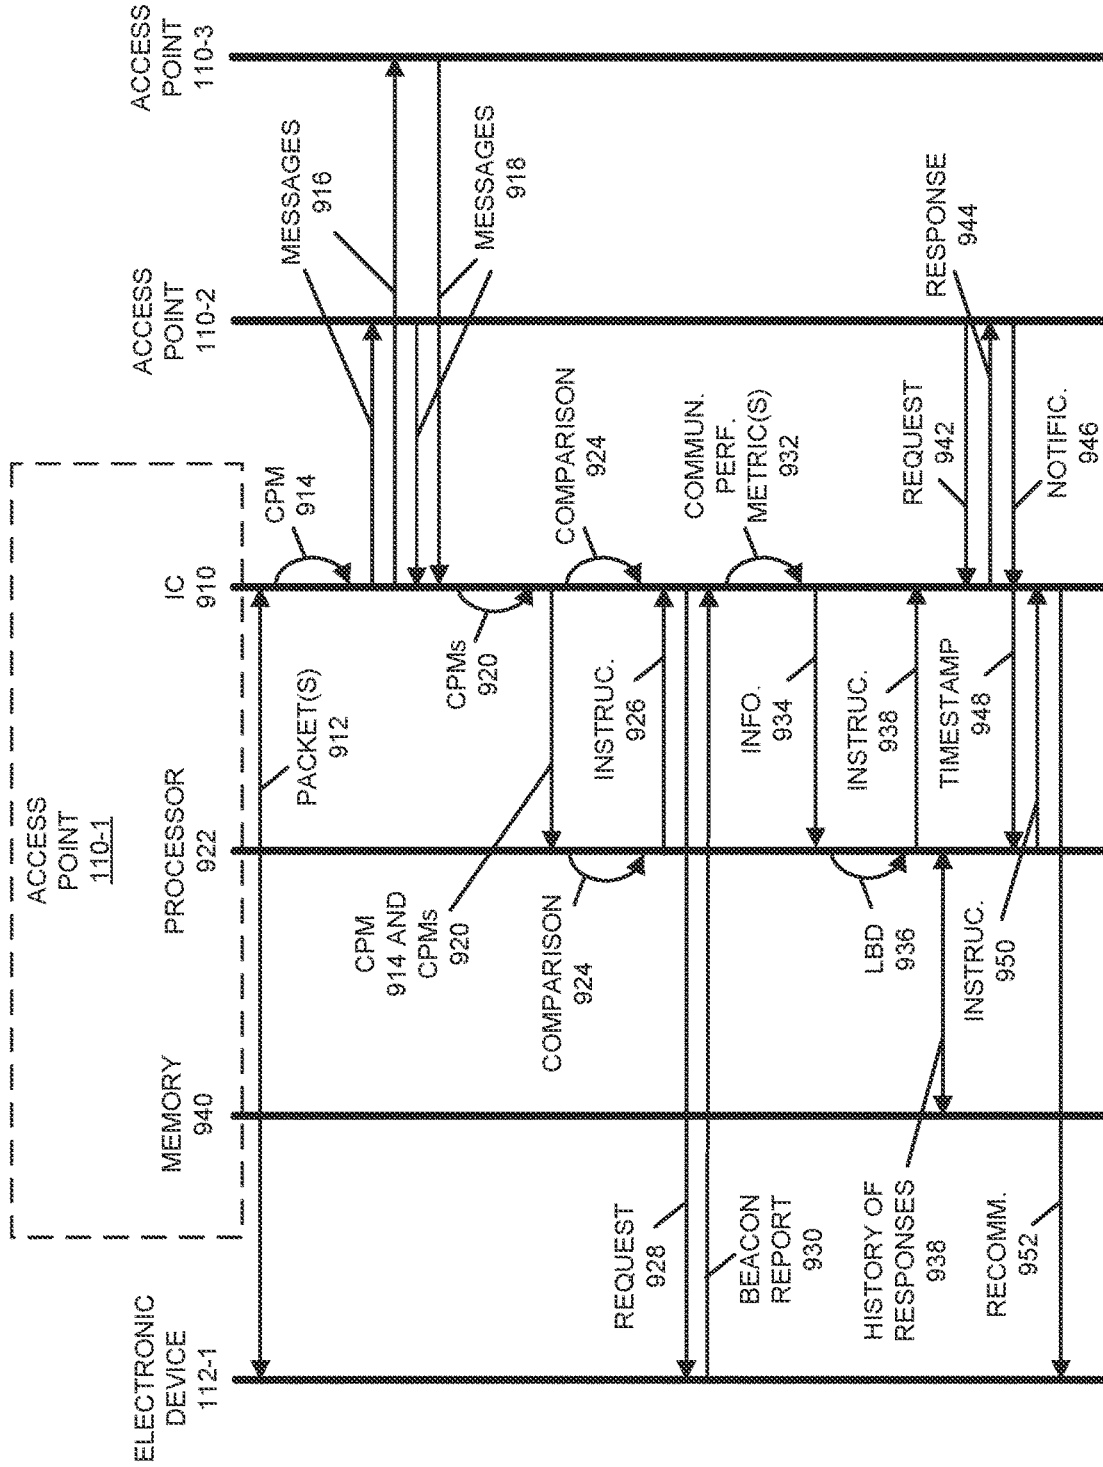 ACCESS
POINT
110-1
ELECTRONIC
DEVICE
112-1
MEMORY
940
PROCESSOR
922
IC
910
ACCESS
POINT
110-2
ACCESS
POINT
110-3
PACKET(S)
912
CPM
914
MESSAGES
916
MESSAGES
918
CPMs
920
CPM
914 AND
CPMs
920
COMPARISON
924
COMPARISON
924
INSTRUC.
926
REQUEST
928
BEACON
REPORT
930
COMMUN.
PERF.
METRIC(S)
932
INFO.
934
LBD
936
INSTRUC.
938
HISTORY OF
RESPONSES
938
REQUEST
942
RESPONSE
944
NOTIFIC.
946
TIMESTAMP
948
INSTRUC.
950
RECOMM.
952